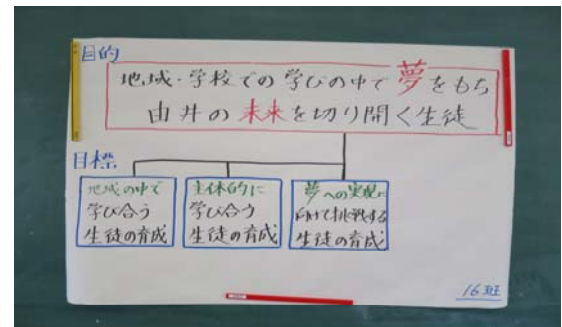 目的
地域・学校での学びの中で夢をもち
由井の未来を切り開く生徒
目標
地域の中で
学び合う
生徒の育成
主体的に
学び合う
生徒の育成
夢への実現に
向けて挑戦する
生徒の育成
16班